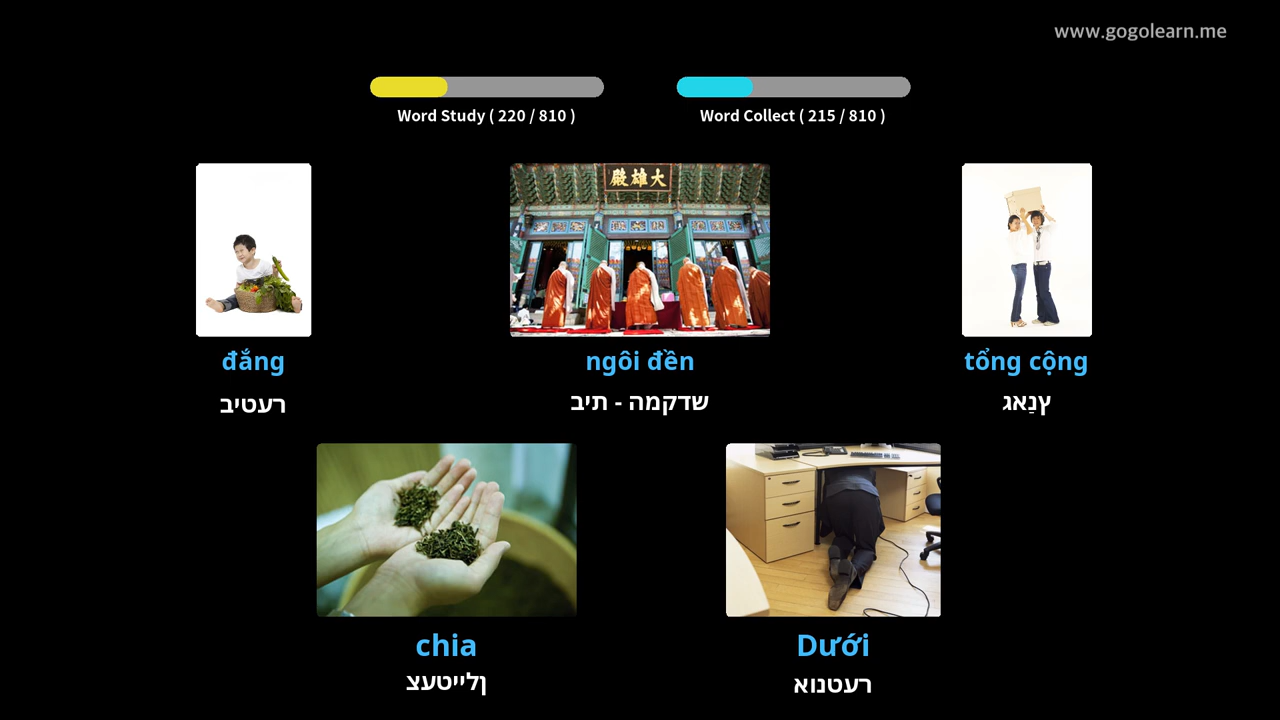 www.gogolearn.me
Word Study ( 220 / 810 )
Word Collect ( 215 / 810 )
大雄殿
đắng
רעטיב
ngôi đền
שדקמה - תיב
tổng cộng
ץנַאג
chia
ןלייטעצ
Dưới
רעטנוא